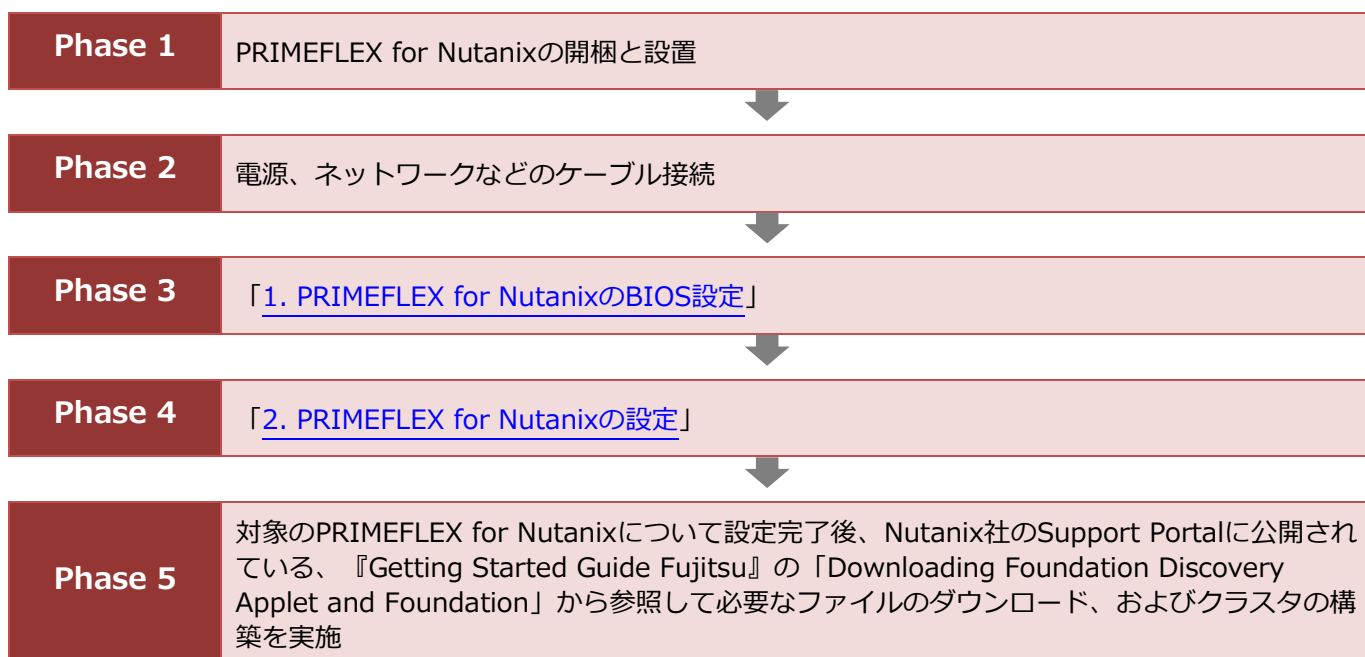 Phase 1
PRIMEFLEX for Nutanixの開梱と設置
Phase 2
電源、ネットワークなどのケーブル接続
Phase 3
「1. PRIMEFLEX for NutanixのBIOS設定」
Phase 4
「2. PRIMEFLEX for Nutanixの設定」
Phase 5
対象のPRIMEFLEX for Nutanixについて設定完了後、Nutanix社のSupport Portalに公開され
ている、『Getting Started Guide Fujitsu』の「Downloading Foundation Discovery
Applet and Foundation」から参照して必要なファイルのダウンロード、およびクラスタの構
築を実施